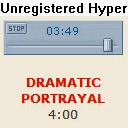 Unregistered Hyper
STOP
03:49
DRAMATIC
PORTRAYAL
4:00